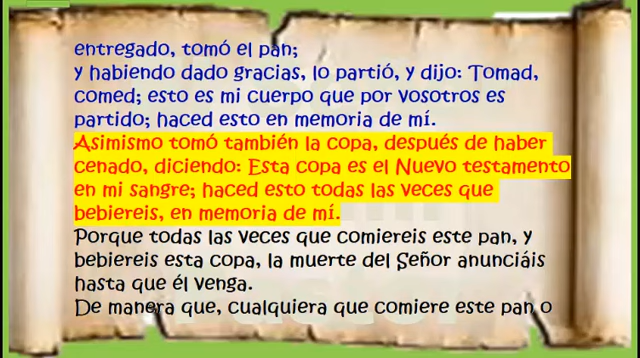 entregado, tomó el pan;
y habiendo dado gracias, lo partió, y dijo: Tomad,
comed; esto es mi cuerpo que por vosotros es
partido; haced esto en memoria de mí.
Asimismo tomó también la copa, después de haber
cenado, diciendo: Esta copa es el Nuevo testamento
en mi sangre; haced esto todas las veces que
bebiereis, en memoria de mí.
Porque todas las veces que comiereis este pan, y
bebiereis esta copa, la muerte del Señor anunciáis
hasta que él venga.
De manera que, cualquiera que comiere este pan o